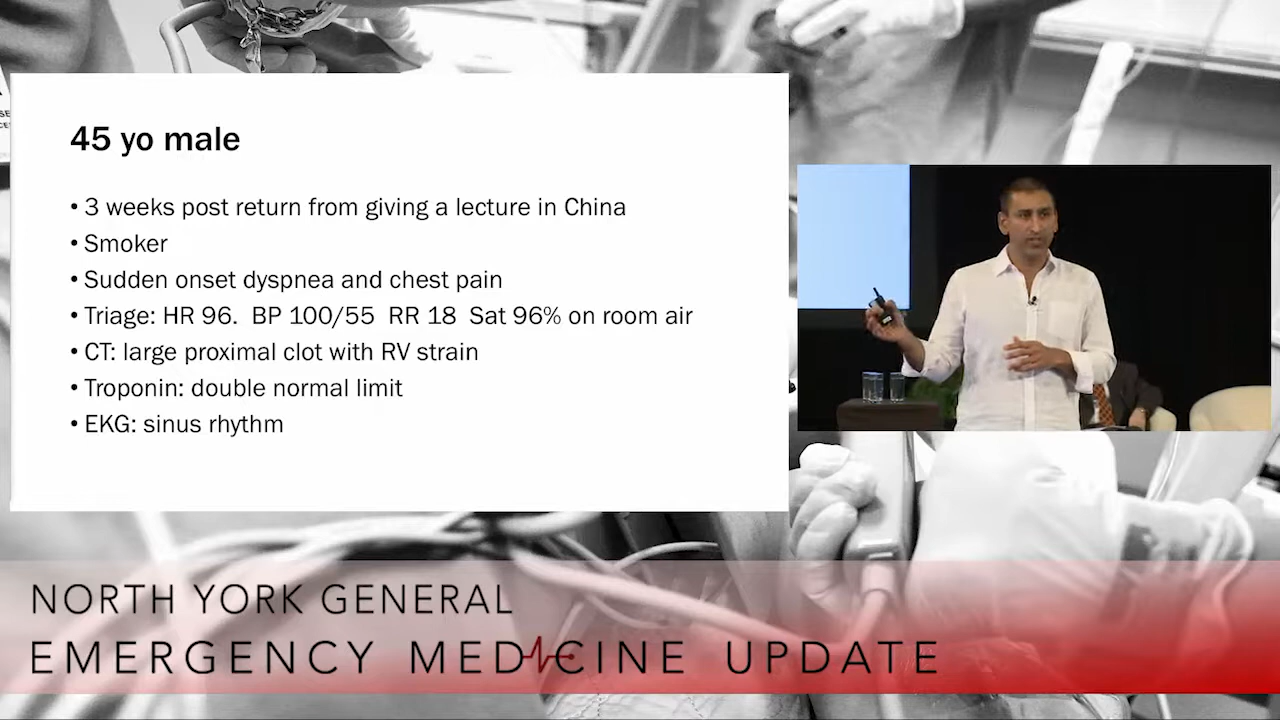 45 yo male
• 3 weeks post return from giving a lecture in China
• Smoker
• Sudden onset dyspnea and chest pain
• Triage: HR 96.  BP 100/55  RR 18  Sat 96% on room air
• CT: large proximal clot with RV strain
• Troponin: double normal limit
• EKG: sinus rhythm
NORTH YORK GENERAL
EMERGENCY MEDICINE UPDATE